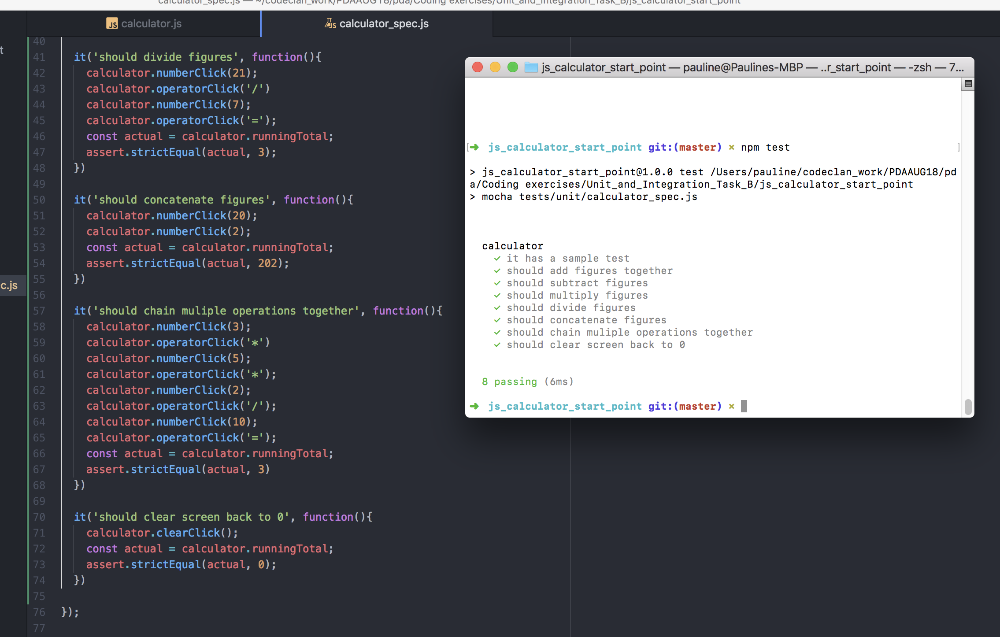 calculator_spec.js — ~/codeclan_work/PDAAUG18/pda/Coding exercises/Unit_and_Integration_Task_B/js_calculator_start_point
calculator.js
calculator_spec.js
t
c.js
40
41 it('should divide figures', function(){
42 calculator.numberClick(21);
43 calculator.operatorClick('/')
44 calculator.numberClick(7);
45 calculator.operatorClick('=');
46 const actual = calculator.runningTotal;
47 assert.strictEqual(actual, 3);
48 })
49
50 it('should concatenate figures', function(){
51 calculator.numberClick(20);
52 calculator.numberClick(2);
53 const actual = calculator.runningTotal;
54 assert.strictEqual(actual, 202);
55 })
56
57 it('should chain muliple operations together', function(){
58 calculator.numberClick(3);
59 calculator.operatorClick('*')
60 calculator.numberClick(5);
61 calculator.operatorClick('*');
62 calculator.numberClick(2);
63 calculator.operatorClick('/');
64 calculator.numberClick(10);
65 calculator.operatorClick('=');
66 const actual = calculator.runningTotal;
67 assert.strictEqual(actual, 3)
68 })
69
70 it('should clear screen back to 0', function(){
71 calculator.clearClick();
72 const actual = calculator.runningTotal;
73 assert.strictEqual(actual, 0);
74 })
75
76 });
77
js_calculator_start_point — pauline@Paulines-MBP — ..r_start_point — -zsh — 7...
[➜ js_calculator_start_point git:(master) × npm test ]
> js_calculator_start_point@1.0.0 test /Users/pauline/codeclan_work/PDAAUG18/pd
a/Coding exercises/Unit_and_Integration_Task_B/js_calculator_start_point
> mocha tests/unit/calculator_spec.js
calculator
✓ it has a sample test
✓ should add figures together
✓ should subtract figures
✓ should multiply figures
✓ should divide figures
✓ should concatenate figures
✓ should chain muliple operations together
✓ should clear screen back to 0
8 passing (6ms)
➜ js_calculator_start_point git:(master) ×